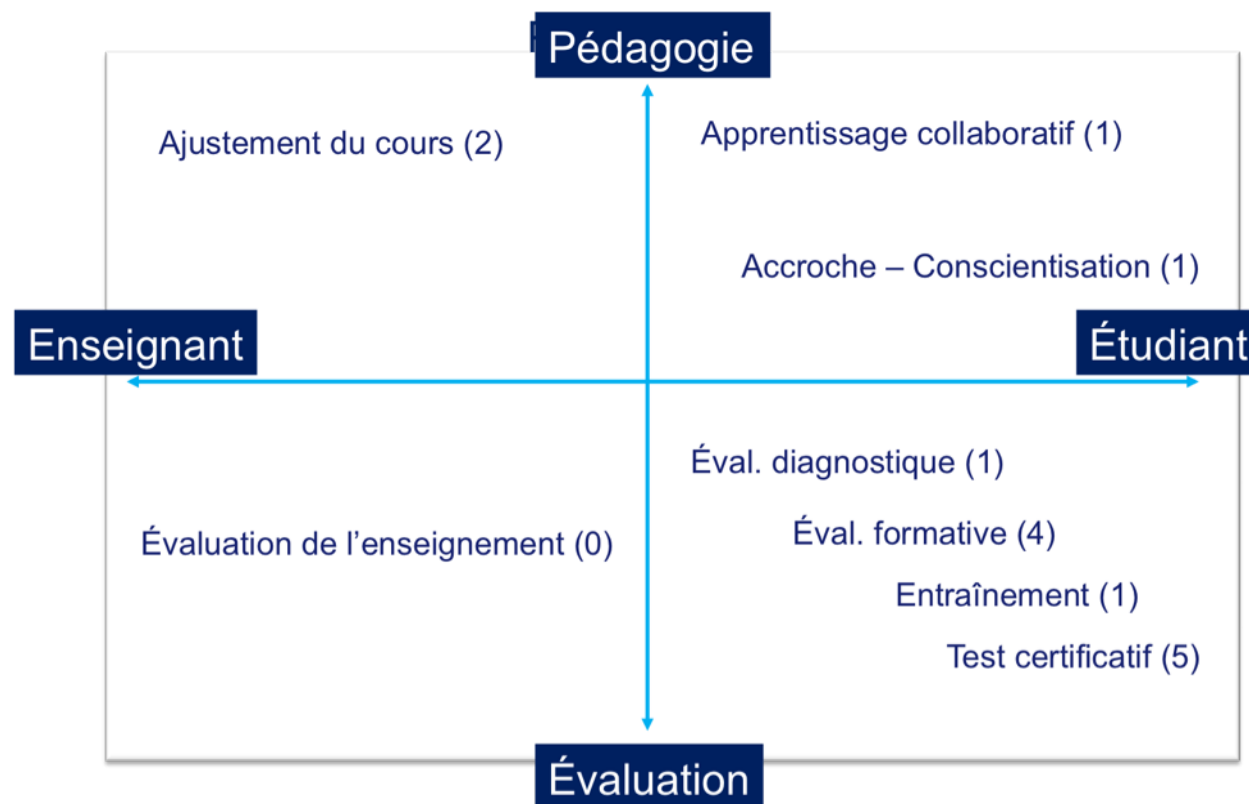 Pédagogie
Ajustement du cours (2)
Apprentissage collaboratif (1)
Accroche – Conscientisation (1)
Enseignant
Étudiant
Éval. diagnostique (1)
Évaluation de l'enseignement (0)
Éval. formative (4)
Entraînement (1)
Test certificatif (5)
Évaluation